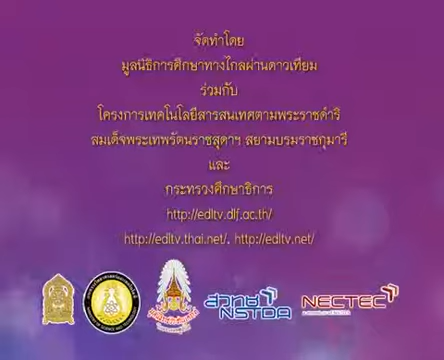 จัดทำโดย
มูลนิธิการศึกษาทางไกลผ่านดาวเทียม
ร่วมกับ
โครงการเทคโนโลยีสารสนเทศตามพระราชดำริ
สมเด็จพระเทพรัตนราชสุดาฯ สยามบรมราชกุมารี
และ
กระทรวงศึกษาธิการ
http://edltv.dlf.ac.th/
http://edltv.thai.net/. http://edltv.net/
สวทช NECTEC
NSTDA